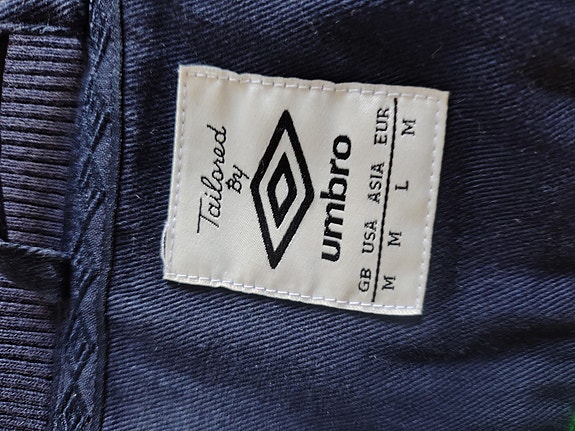 Tailored
By
umbro
GB USA ASIA EUR
M M L M